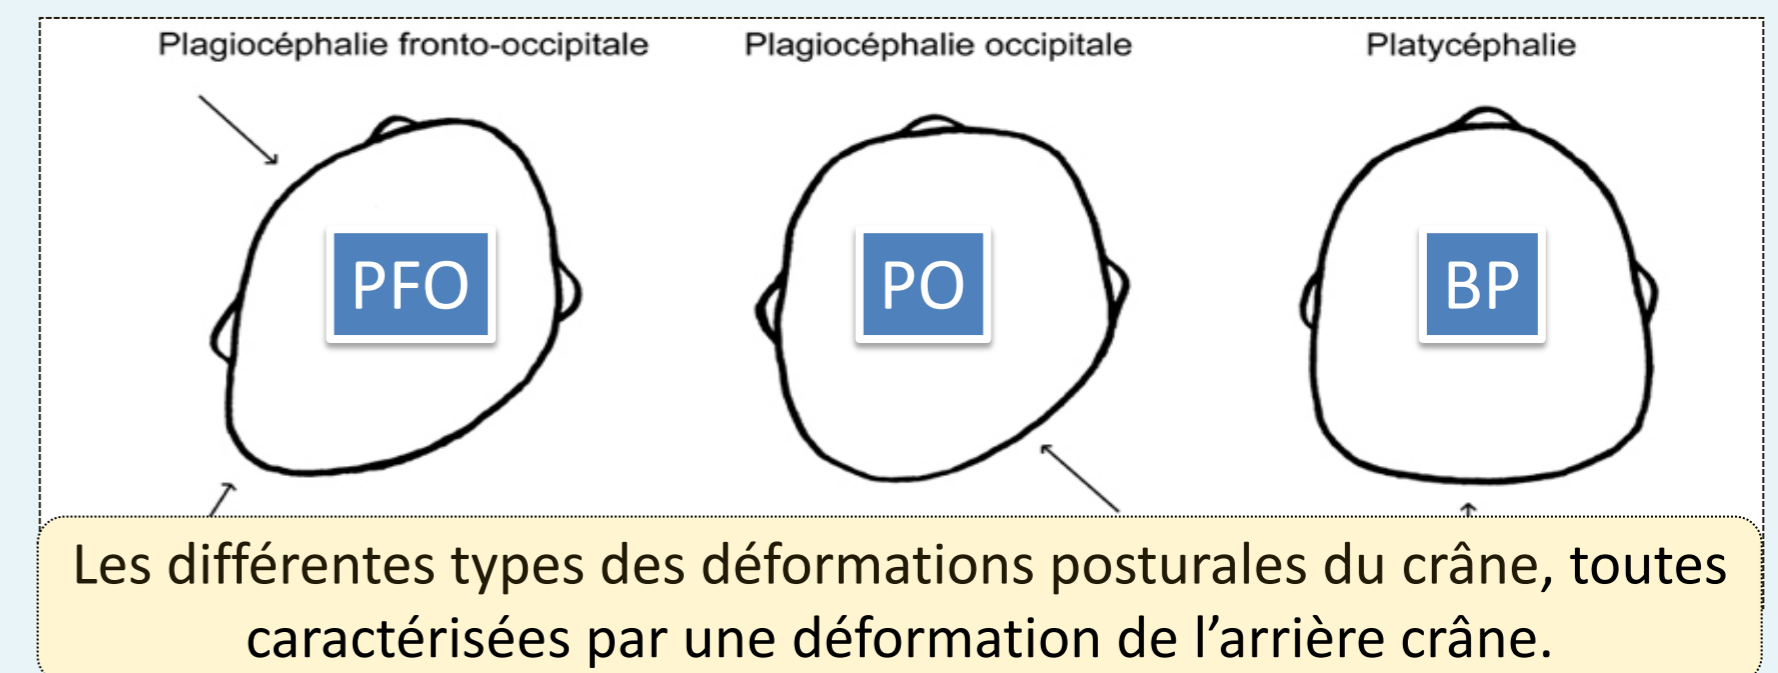 Plagiocéphalie fronto-occipitale
Plagiocéphalie occipitale
Platycéphalie
PFO
PO
BP
Les différentes types des déformations posturales du crâne, toutes
caractérisées par une déformation de l’arrière crâne.